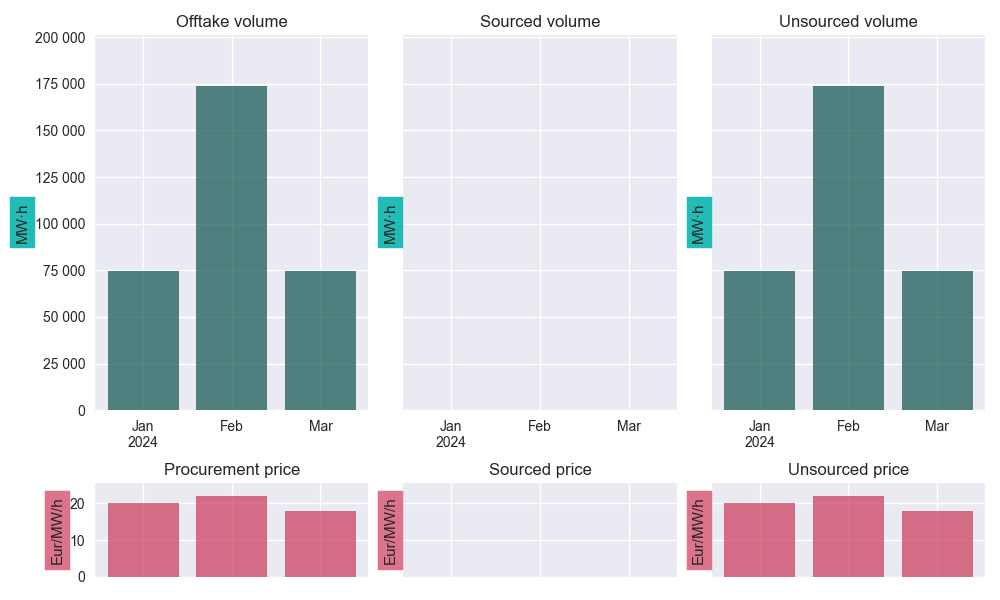 Offtake volume
Sourced volume
Unsourced volume
200 000
175 000
150 000
125 000
100 000
75 000
50 000
25 000
0
MW·h
MW·h
MW·h
Jan
2024
Feb
Mar
Jan
2024
Feb
Mar
Jan
2024
Feb
Mar
Procurement price
Sourced price
Unsourced price
20
10
0
Eur/MW/h
Eur/MW/h
Eur/MW/h